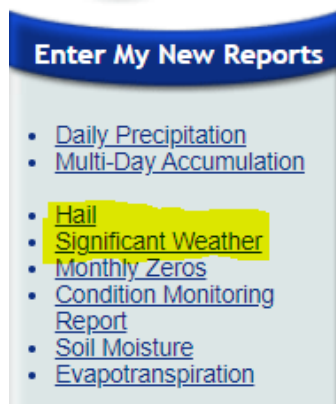 Enter My New Reports
Daily Precipitation
Multi-Day Accumulation
Hail
Significant Weather
Monthly Zeros
Condition Monitoring
Report
Soil Moisture
Evapotranspiration